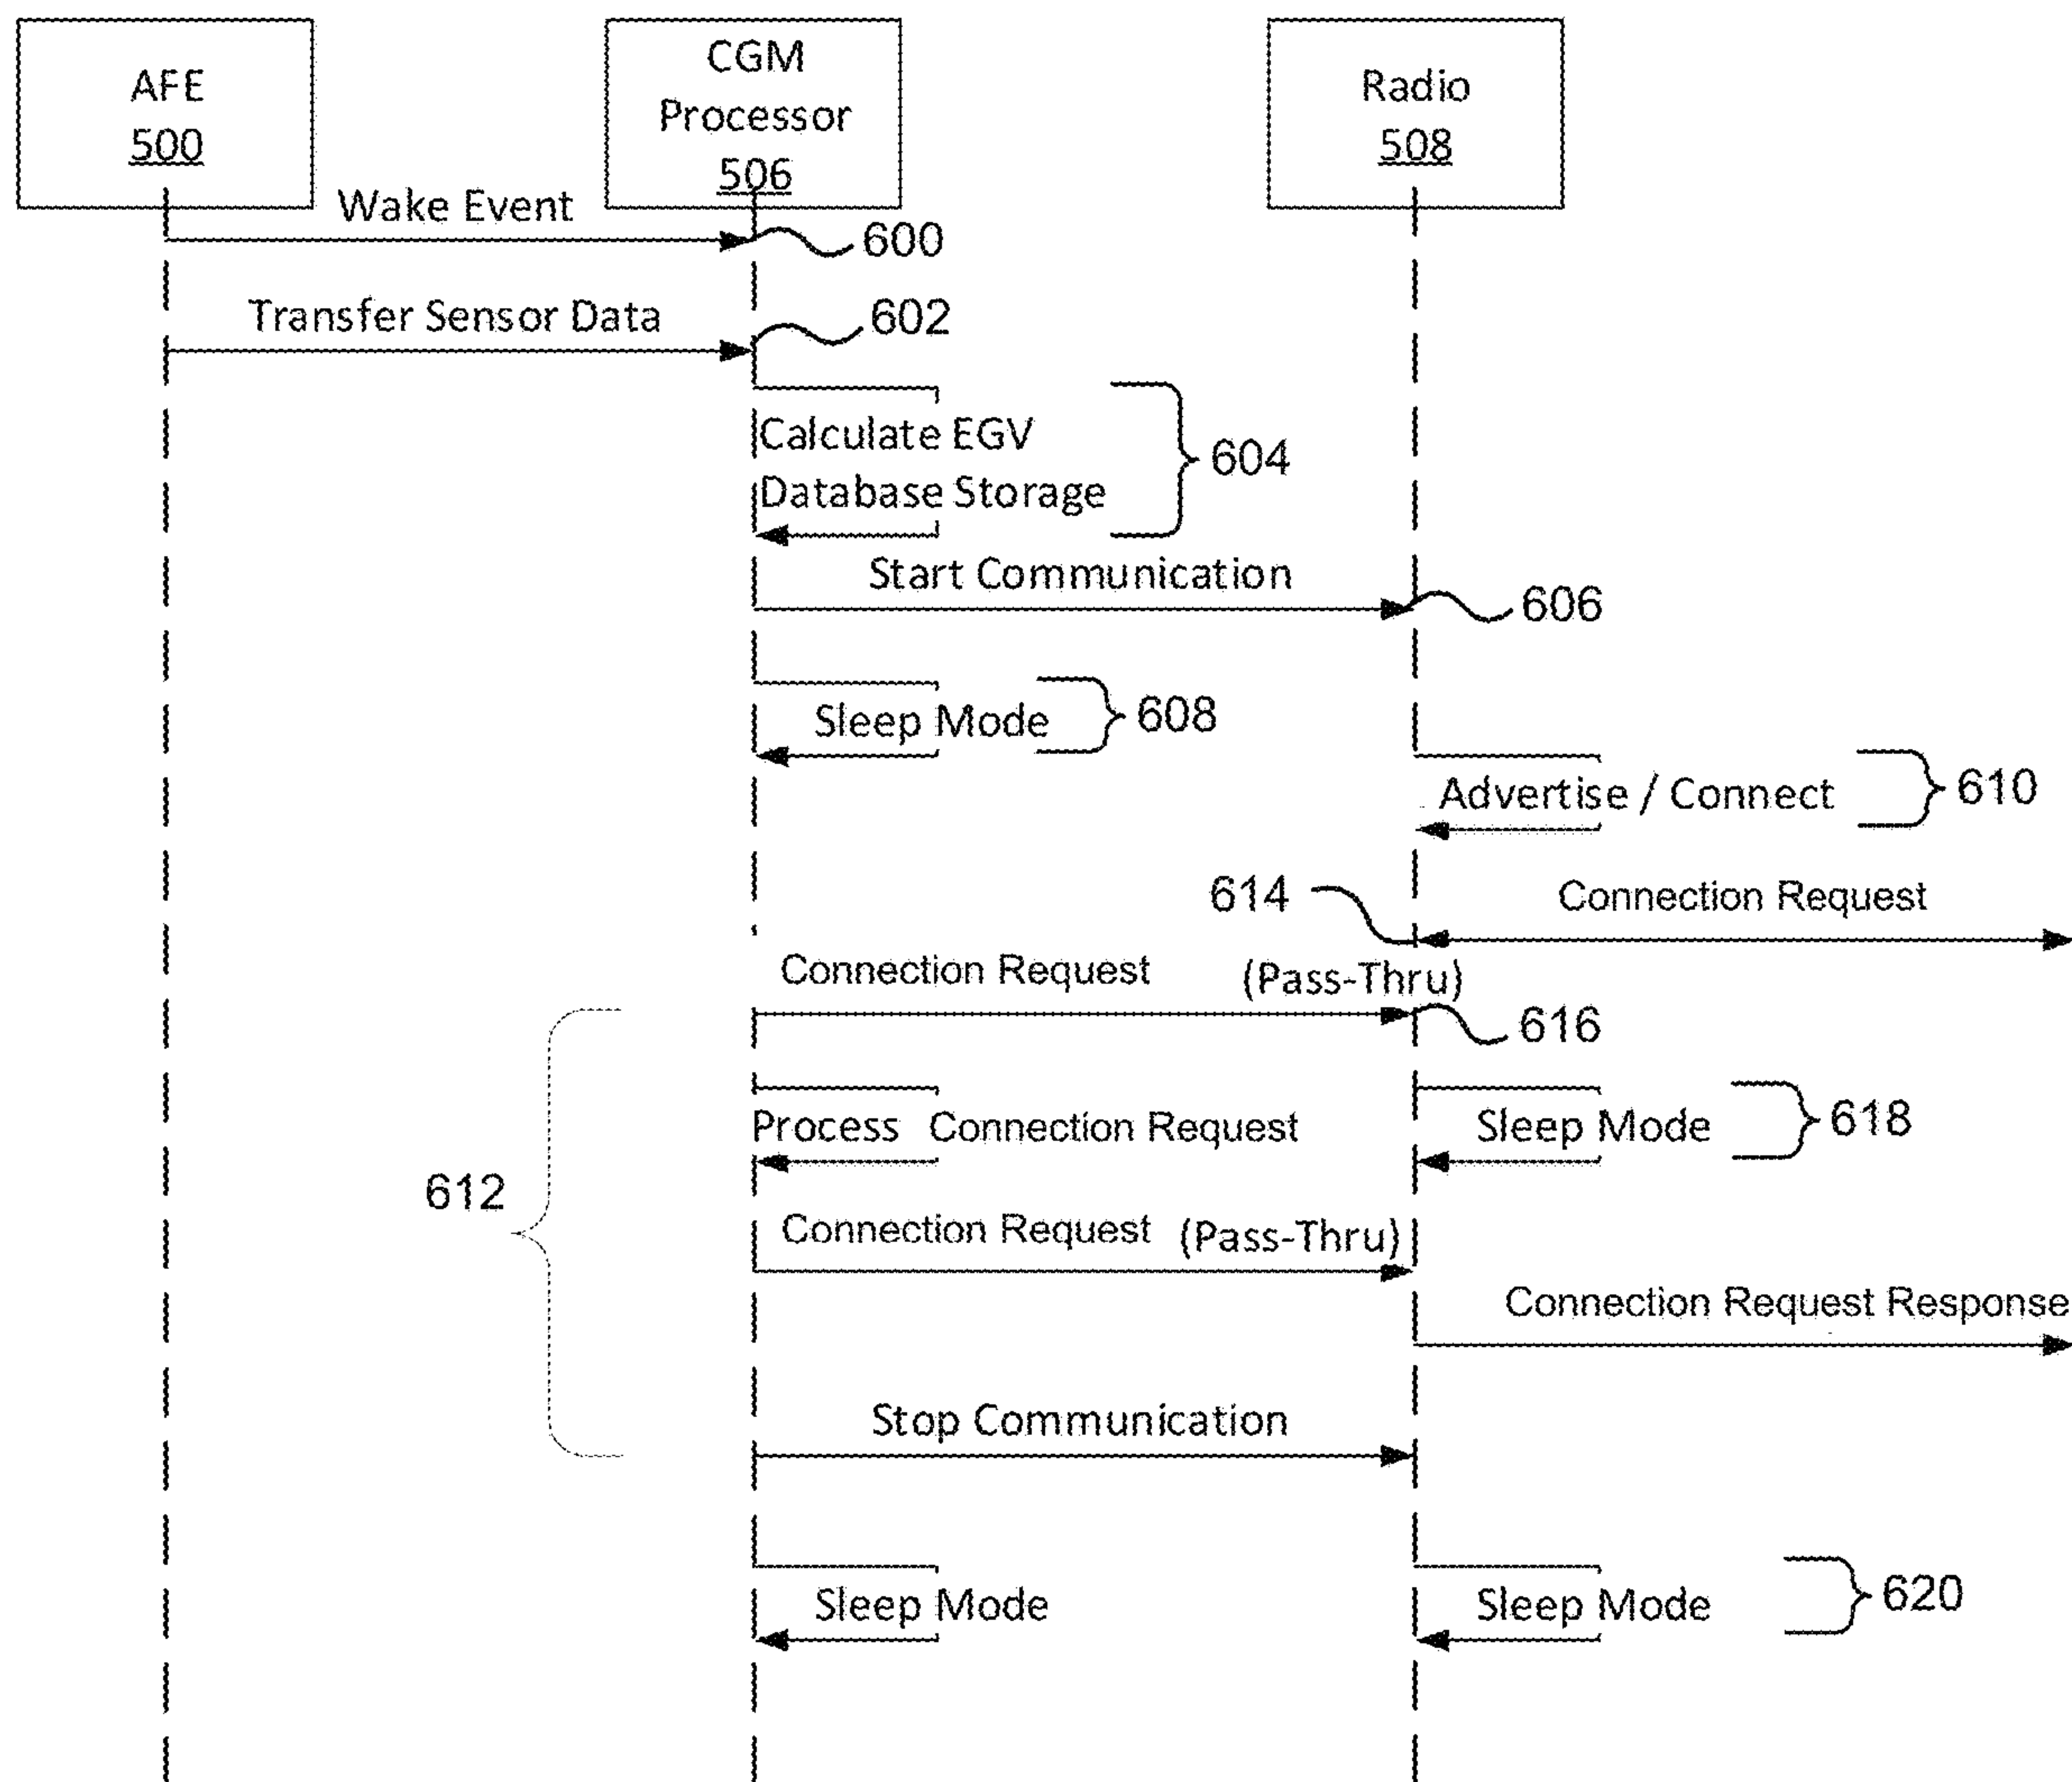 AFE
500
CGM
Processor
506
Radio
508
Wake Event
600
Transfer Sensor Data
602
Calculate EGV
Database Storage
604
Start Communication
606
Sleep Mode
608
Advertise / Connect
610
614
Connection Request
Connection Request (Pass-Thru)
616
Process Connection Request
Sleep Mode
618
612
Connection Request (Pass-Thru)
Connection Request Response
Stop Communication
Sleep Mode
Sleep Mode
620